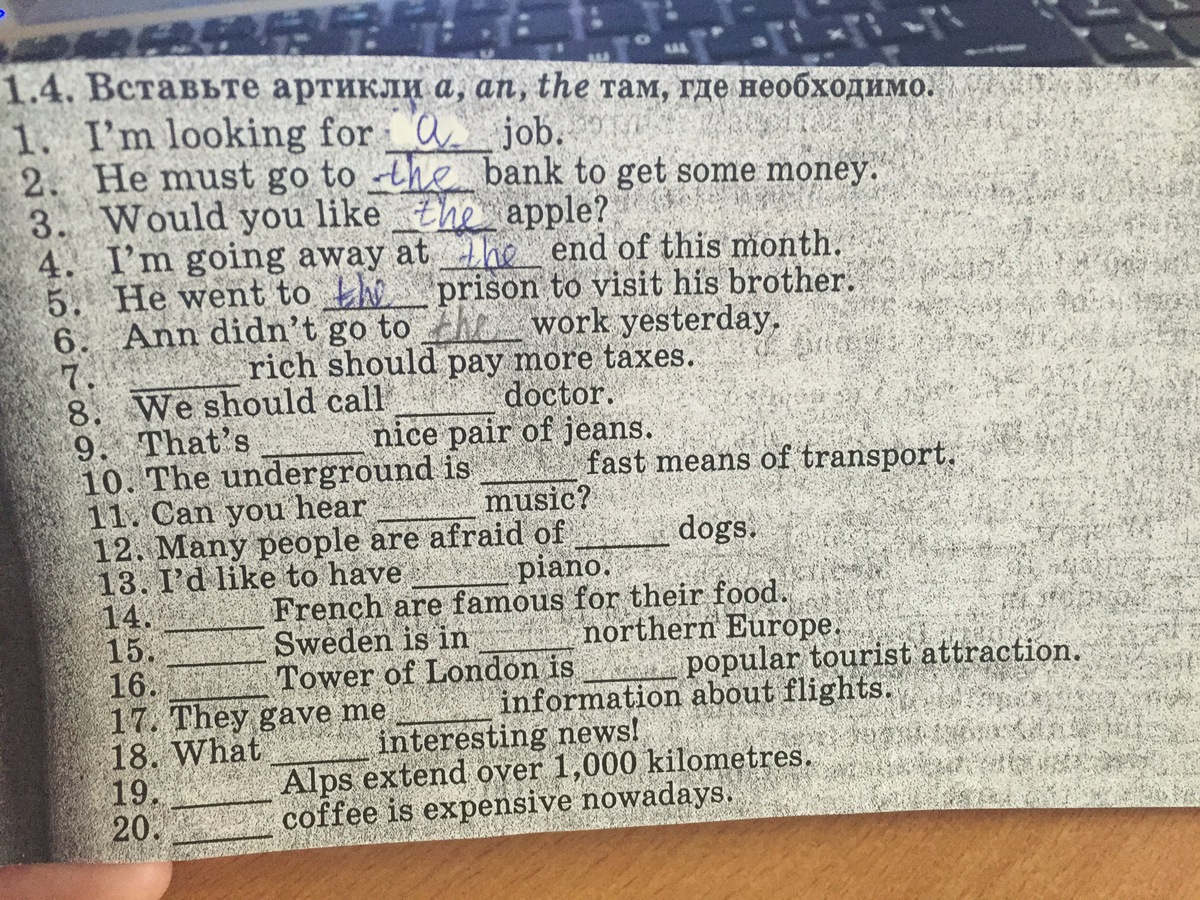 1.4. Вставьте артикли a, an, the там, где необходимо.
1. I'm looking for a job.
2. He must go to the bank to get some money.
3. Would you like the apple?
4. I'm going away at the end of this month.
5. He went to the prison to visit his brother.
6. Ann didn't go to the work yesterday.
7. ______ rich should pay more taxes.
8. We should call ______ doctor.
9. That's ______ nice pair of jeans.
10. The underground is ______ fast means of transport.
11. Can you hear ______ music?
12. Many people are afraid of ______ dogs.
13. I'd like to have ______ piano.
14. ______ French are famous for their food.
15. ______ Sweden is in ______ northern Europe.
16. ______ Tower of London is ______ popular tourist attraction.
17. They gave me ______ information about flights.
18. What ______ interesting news!
19. ______ Alps extend over 1,000 kilometres.
20. ______ coffee is expensive nowadays.